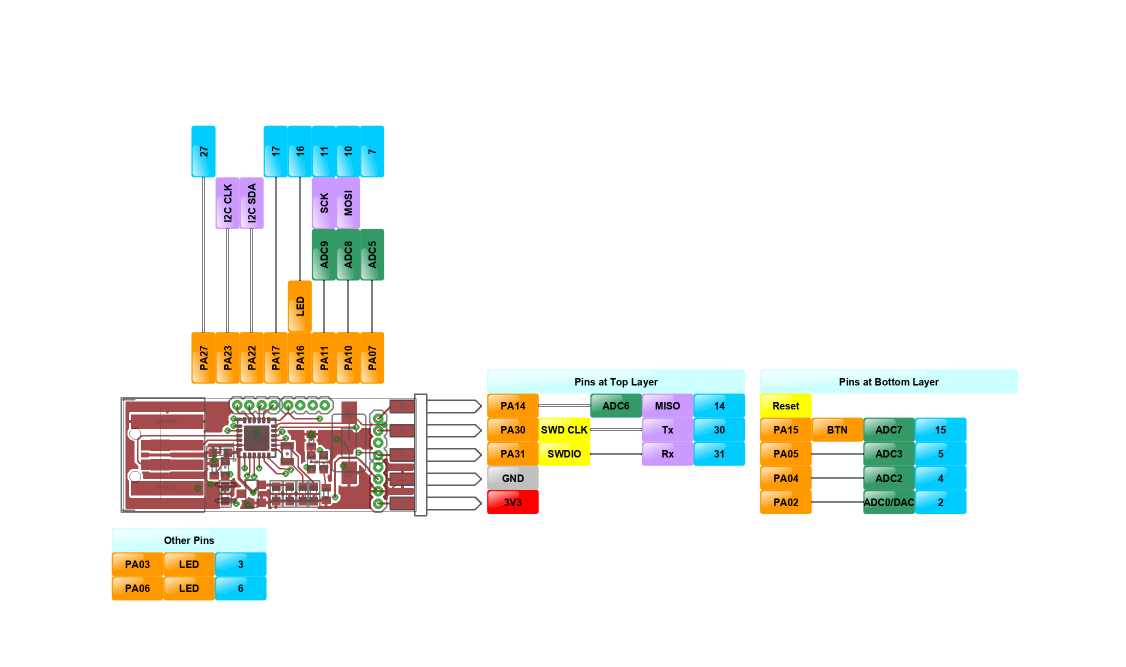 27 17 16 11 10 7
I2C CLK I2C SDA SCK MOSI
ADC9 ADC8 ADC5
LED
PA27 PA23 PA22 PA17 PA16 PA11 PA10 PA07
Pins at Top Layer
PA14 ADC6 MISO 14
PA30 SWD CLK Tx 30
PA31 SWDIO Rx 31
GND
3V3
Pins at Bottom Layer
Reset
PA15 BTN ADC7 15
PA05 ADC3 5
PA04 ADC2 4
PA02 ADC0/DAC 2
Other Pins
PA03 LED 3
PA06 LED 6